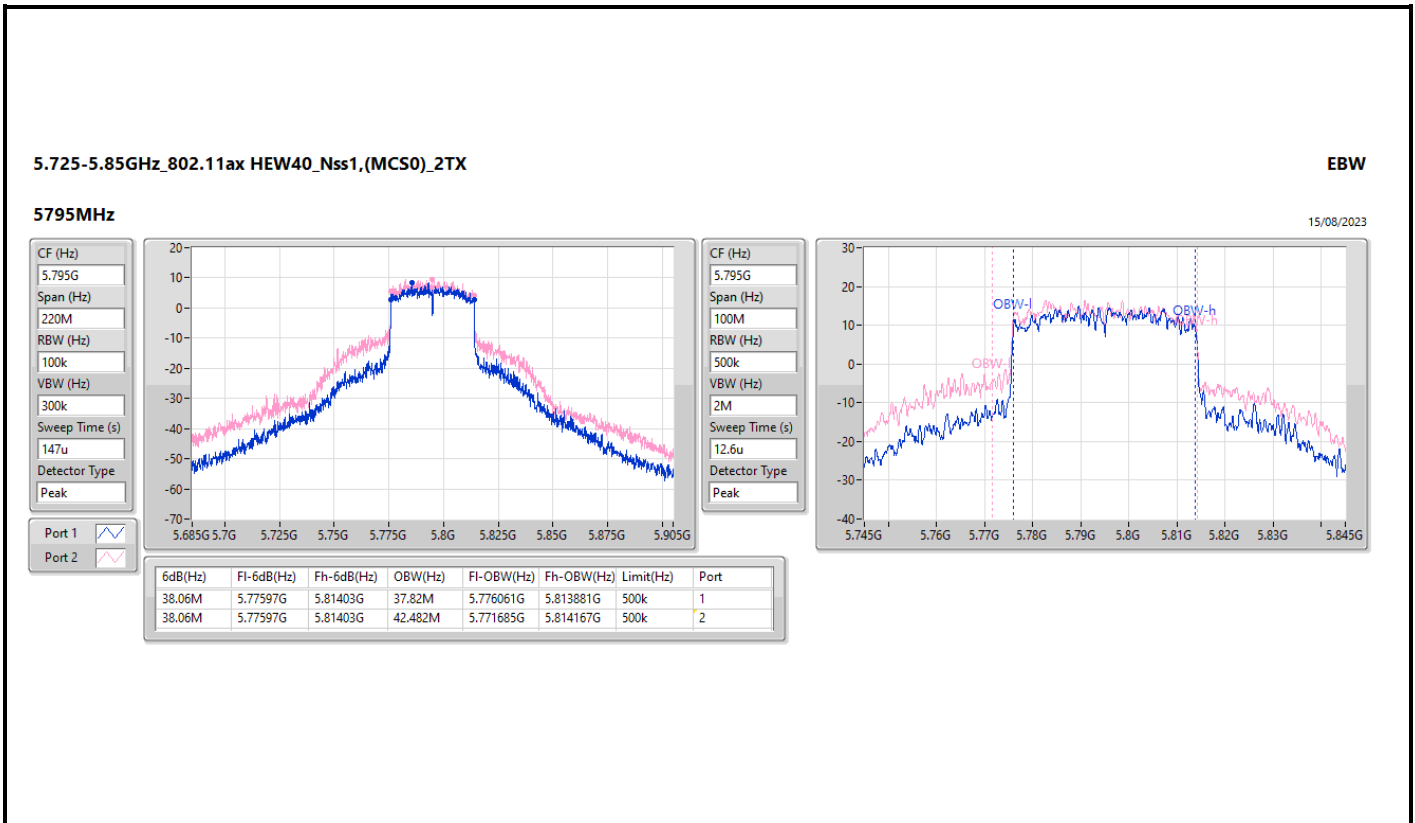 5.725-5.85GHz_802.11ax HEW40_Nss1,(MCS0)_2TX
EBW
5795MHz
15/08/2023
CF (Hz)
5.795G
Span (Hz)
220M
RBW (Hz)
100k
VBW (Hz)
300k
Sweep Time (s)
147u
Detector Type
Peak
Port 1
Port 2
20
10
0
-10
-20
-30
-40
-50
-60
-70
5.685G 5.7G 5.725G 5.75G 5.775G 5.8G 5.825G 5.85G 5.875G 5.905G
CF (Hz)
5.795G
Span (Hz)
100M
RBW (Hz)
500k
VBW (Hz)
2M
Sweep Time (s)
12.6u
Detector Type
Peak
30
20
10
0
-10
-20
-30
-40
OBW-l
OBW-h
5.745G 5.76G 5.77G 5.78G 5.79G 5.8G 5.81G 5.82G 5.83G 5.845G
6dB(Hz) Fl-6dB(Hz) Fh-6dB(Hz) OBW(Hz) Fl-OBW(Hz) Fh-OBW(Hz) Limit(Hz) Port
38.06M 5.77597G 5.81403G 37.82M 5.776061G 5.813881G 500k 1
38.06M 5.77597G 5.81403G 42.482M 5.771685G 5.814167G 500k 2